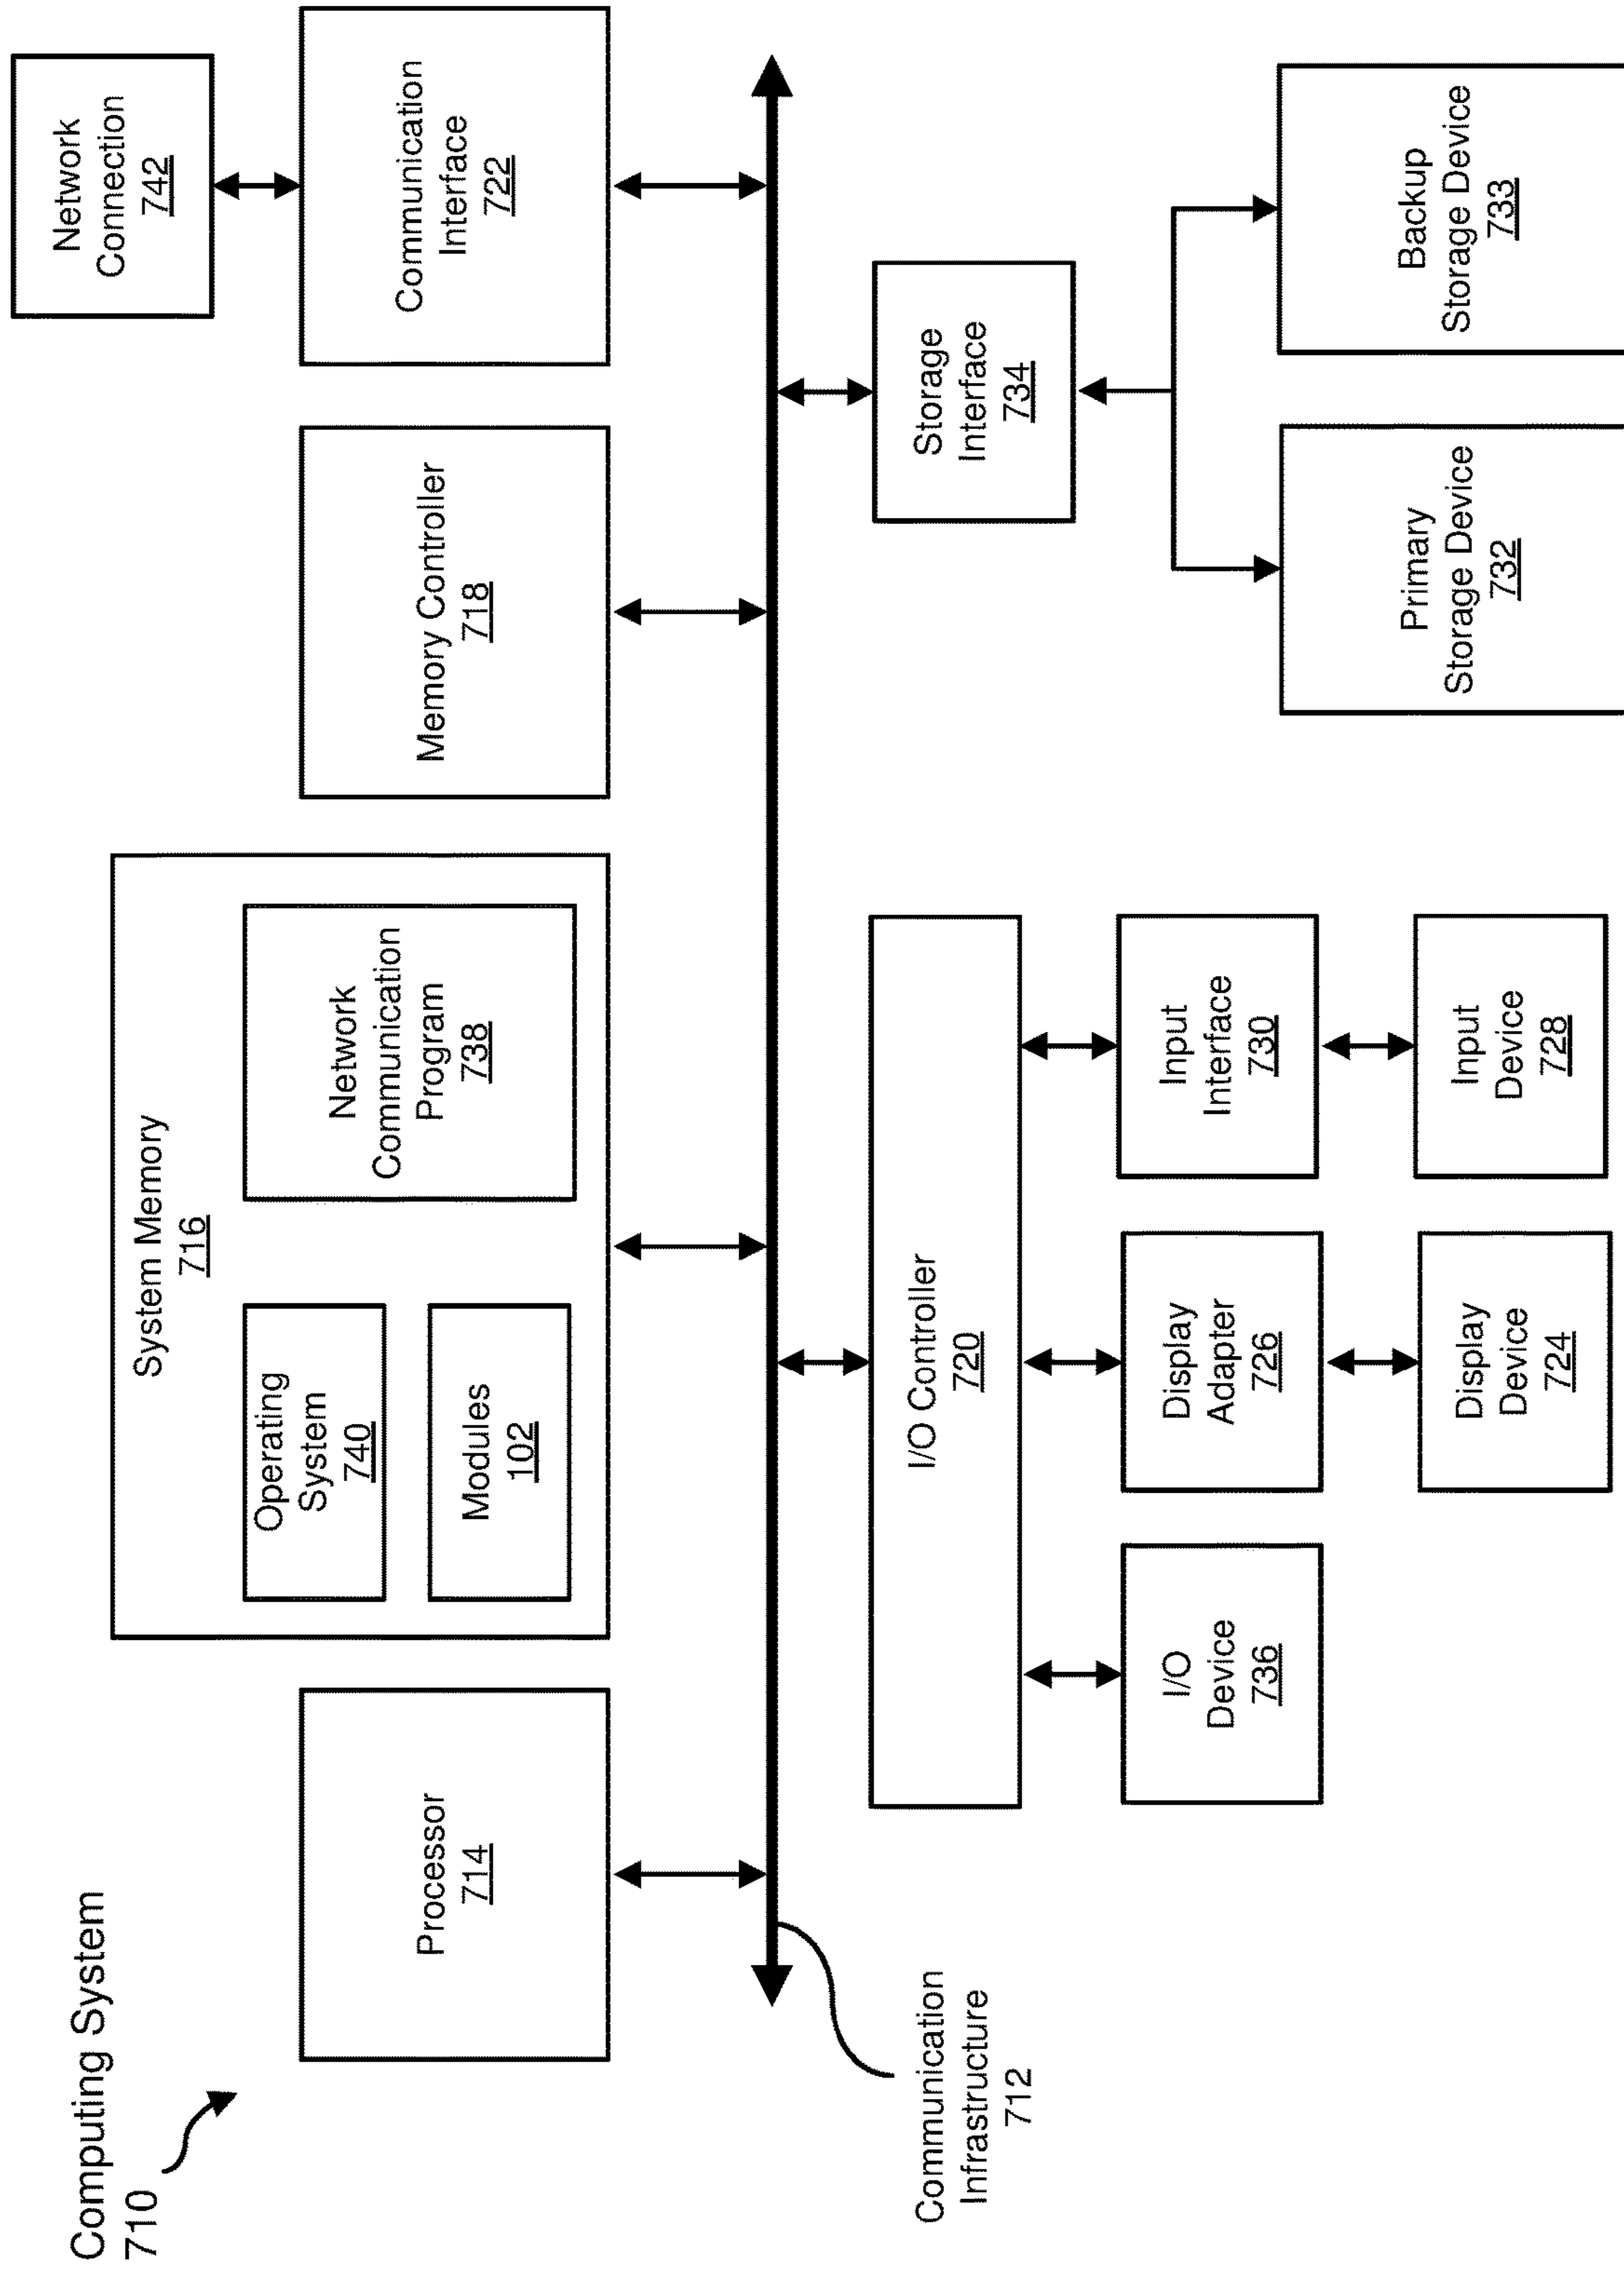 Computing System
710
Processor
714
System Memory
716
Operating
System
740
Modules
102
Network
Communication
Program
738
Memory Controller
718
Network
Connection
742
Communication
Interface
722
Communication
Infrastructure
712
I/O Controller
720
I/O
Device
736
Display
Adapter
726
Input
Interface
730
Display
Device
724
Input
Device
728
Storage
Interface
734
Primary
Storage Device
732
Backup
Storage Device
733